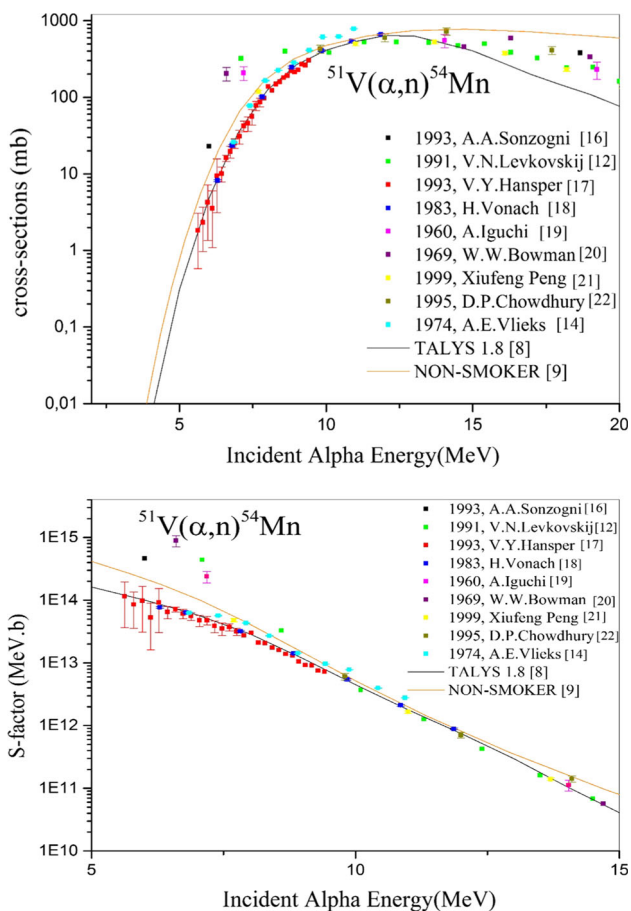 1000
100
10
1
0,1
0,01
cross-sections (mb)
⁵¹V(α,n)⁵⁴Mn
1993, A.A.Sonzogni [16]
1991, V.N.Levkovskij [12]
1993, V.Y.Hansper [17]
1983, H.Vonach [18]
1960, A.Iguchi [19]
1969, W.W.Bowman [20]
1999, Xiufeng Peng [21]
1995, D.P.Chowdhury [22]
1974, A.E.Vlieks [14]
TALYS 1.8 [8]
NON-SMOKER [9]
5 10 15 20
Incident Alpha Energy(MeV)
1E15
1E14
1E13
1E12
1E11
1E10
S-factor (MeV.b)
⁵¹V(α,n)⁵⁴Mn
1993, A.A.Sonzogni [16]
1991, V.N.Levkovskij [12]
1993, V.Y.Hansper [17]
1983, H.Vonach [18]
1960, A.Iguchi [19]
1969, W.W.Bowman [20]
1999, Xiufeng Peng [21]
1995, D.P.Chowdhury [22]
1974, A.E.Vlicks [14]
TALYS 1.8 [8]
NON-SMOKER [9]
5 10 15
Incident Alpha Energy(MeV)